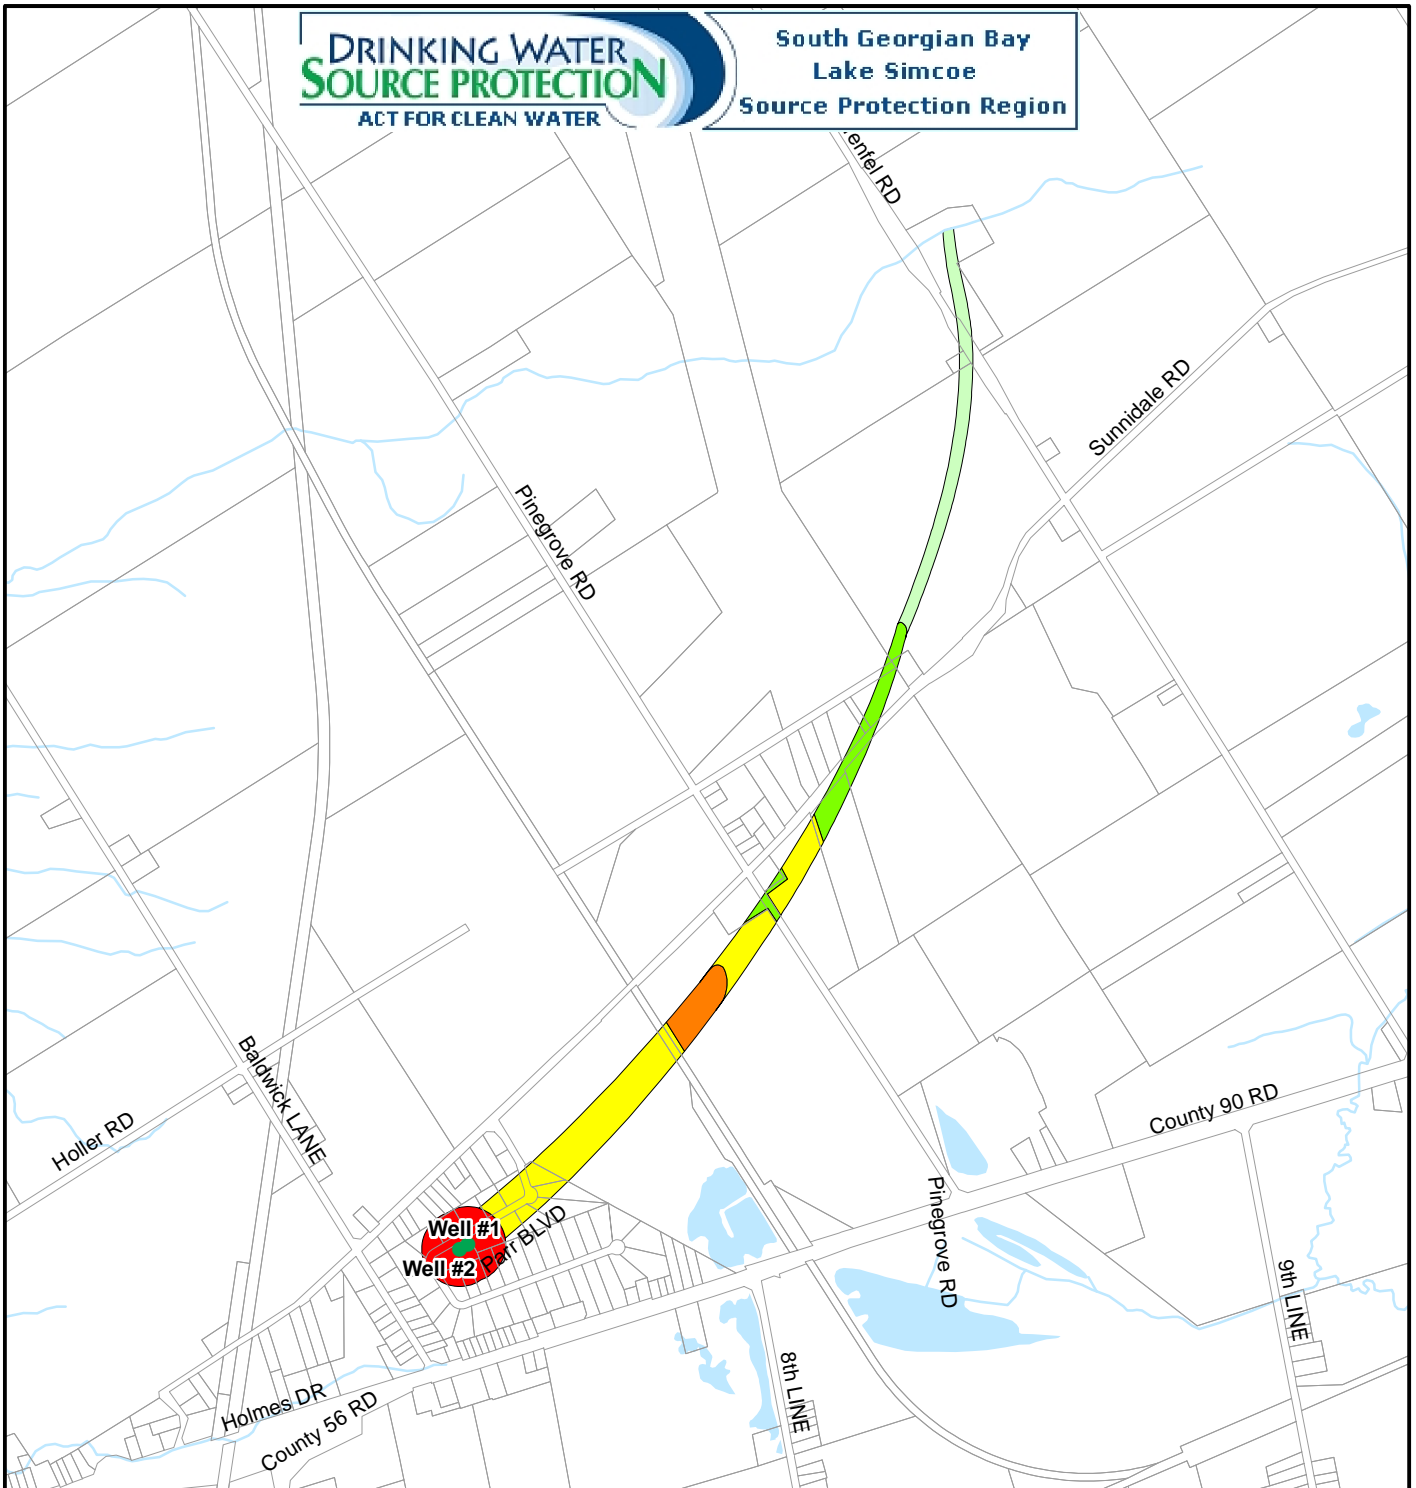 DRINKING WATER
SOURCE PROTECTION
ACT FOR CLEAN WATER
South Georgian Bay
Lake Simcoe
Source Protection Region
enfel RD
Sunnidale RD
Pinegrove RD
Baldwick LANE
Holler RD
County 90 RD
Pinegrove RD
Well #1
Parr BLVD
Well #2
9th LINE
8th LINE
Holmes DR
County 56 RD